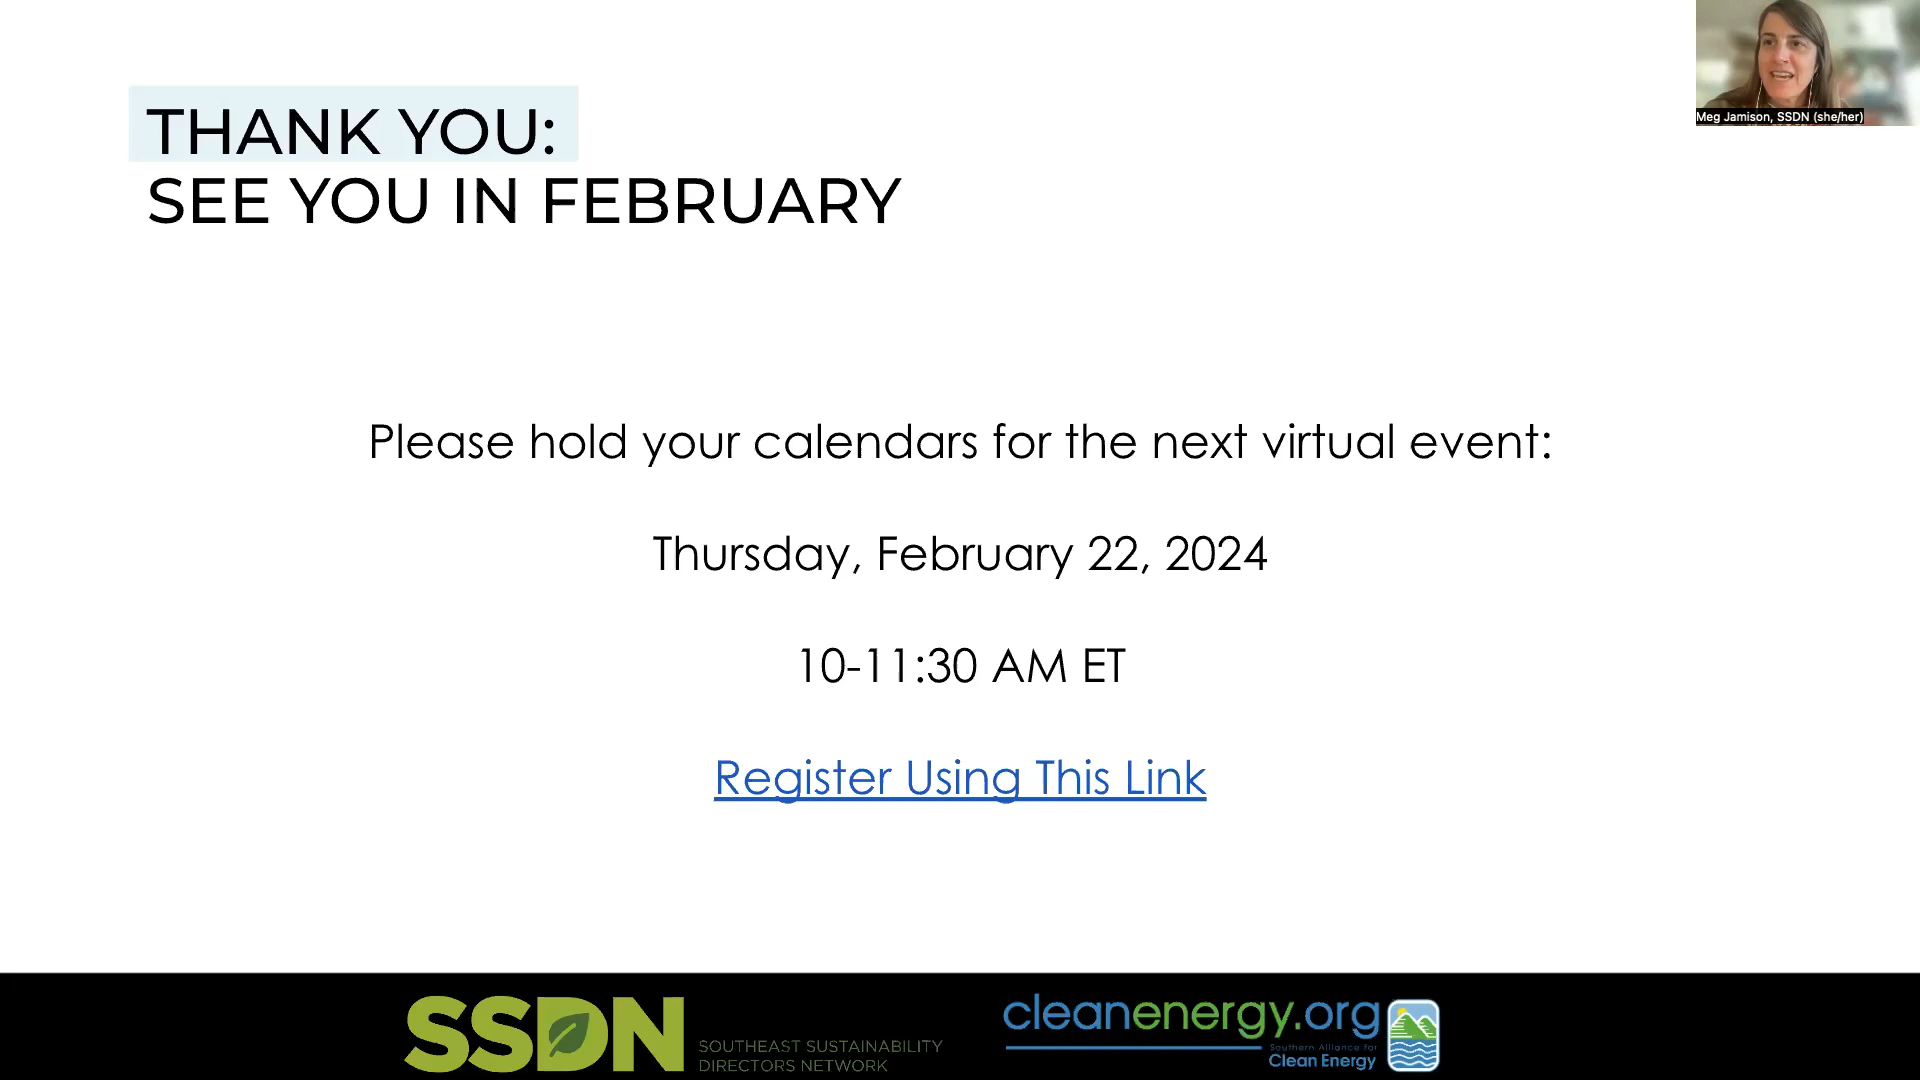 Meg Jamison, SSDN (she/her)
THANK YOU:
SEE YOU IN FEBRUARY
Please hold your calendars for the next virtual event:
Thursday, February 22, 2024
10-11:30 AM ET
Register Using This Link
SSDN
SOUTHEAST SUSTAINABILITY
DIRECTORS NETWORK
cleanenergy.org
Southern Alliance for
Clean Energy